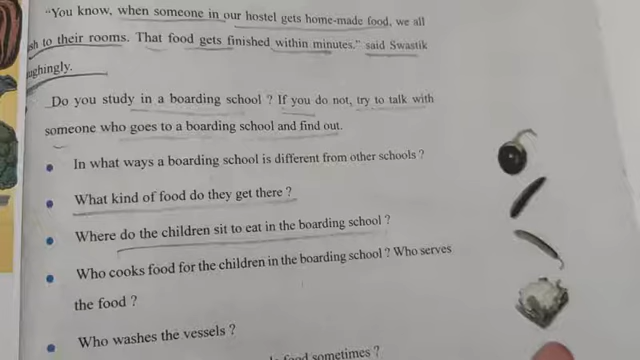 "You know, when someone in our hostel gets home-made food, we all
to their rooms. That food gets finished within minutes." said Swastik
Do you study in a boarding school ? If you do not, try to talk with
someone who goes to a boarding school and find out.
• In what ways a boarding school is different from other schools ?
• What kind of food do they get there ?
• Where do the children sit to eat in the boarding school ?
• Who cooks food for the children in the boarding school ? Who serves
the food ?
• Who washes the vessels ?
food sometimes ?